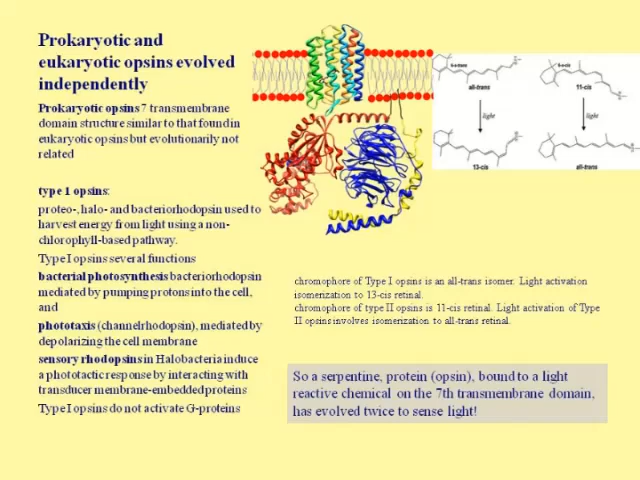 Prokaryotic and
eukaryotic opsins evolved
independently
Prokaryotic opsins 7 transmembrane
domain structure similar to that found in
eukaryotic opsins but evolutionarily not
related
type 1 opsins:
proteo-, halo- and bacteriorhodopsin used to
harvest energy from light using a non-
chlorophyll-based pathway.
Type I opsins several functions
bacterial photosynthesis bacteriorhodopsin
mediated by pumping protons into the cell,
and
phototaxis (channelrhodopsin), mediated by
depolarizing the cell membrane
sensory rhodopsins in Halobacteria induce
a phototactic response by interacting with
transducer membrane-embedded proteins
Type I opsins do not activate G-proteins
all-trans
11-cis
light
light
13-cis
all-trans
chromophore of Type I opsins is an all-trans isomer. Light activation
isomerization to 13-cis retinal.
chromophore of type II opsins is 11-cis retinal. Light activation of Type
II opsins involves isomerization to all-trans retinal.
So a serpentine, protein (opsin), bound to a light
reactive chemical on the 7th transmembrane domain,
has evolved twice to sense light!